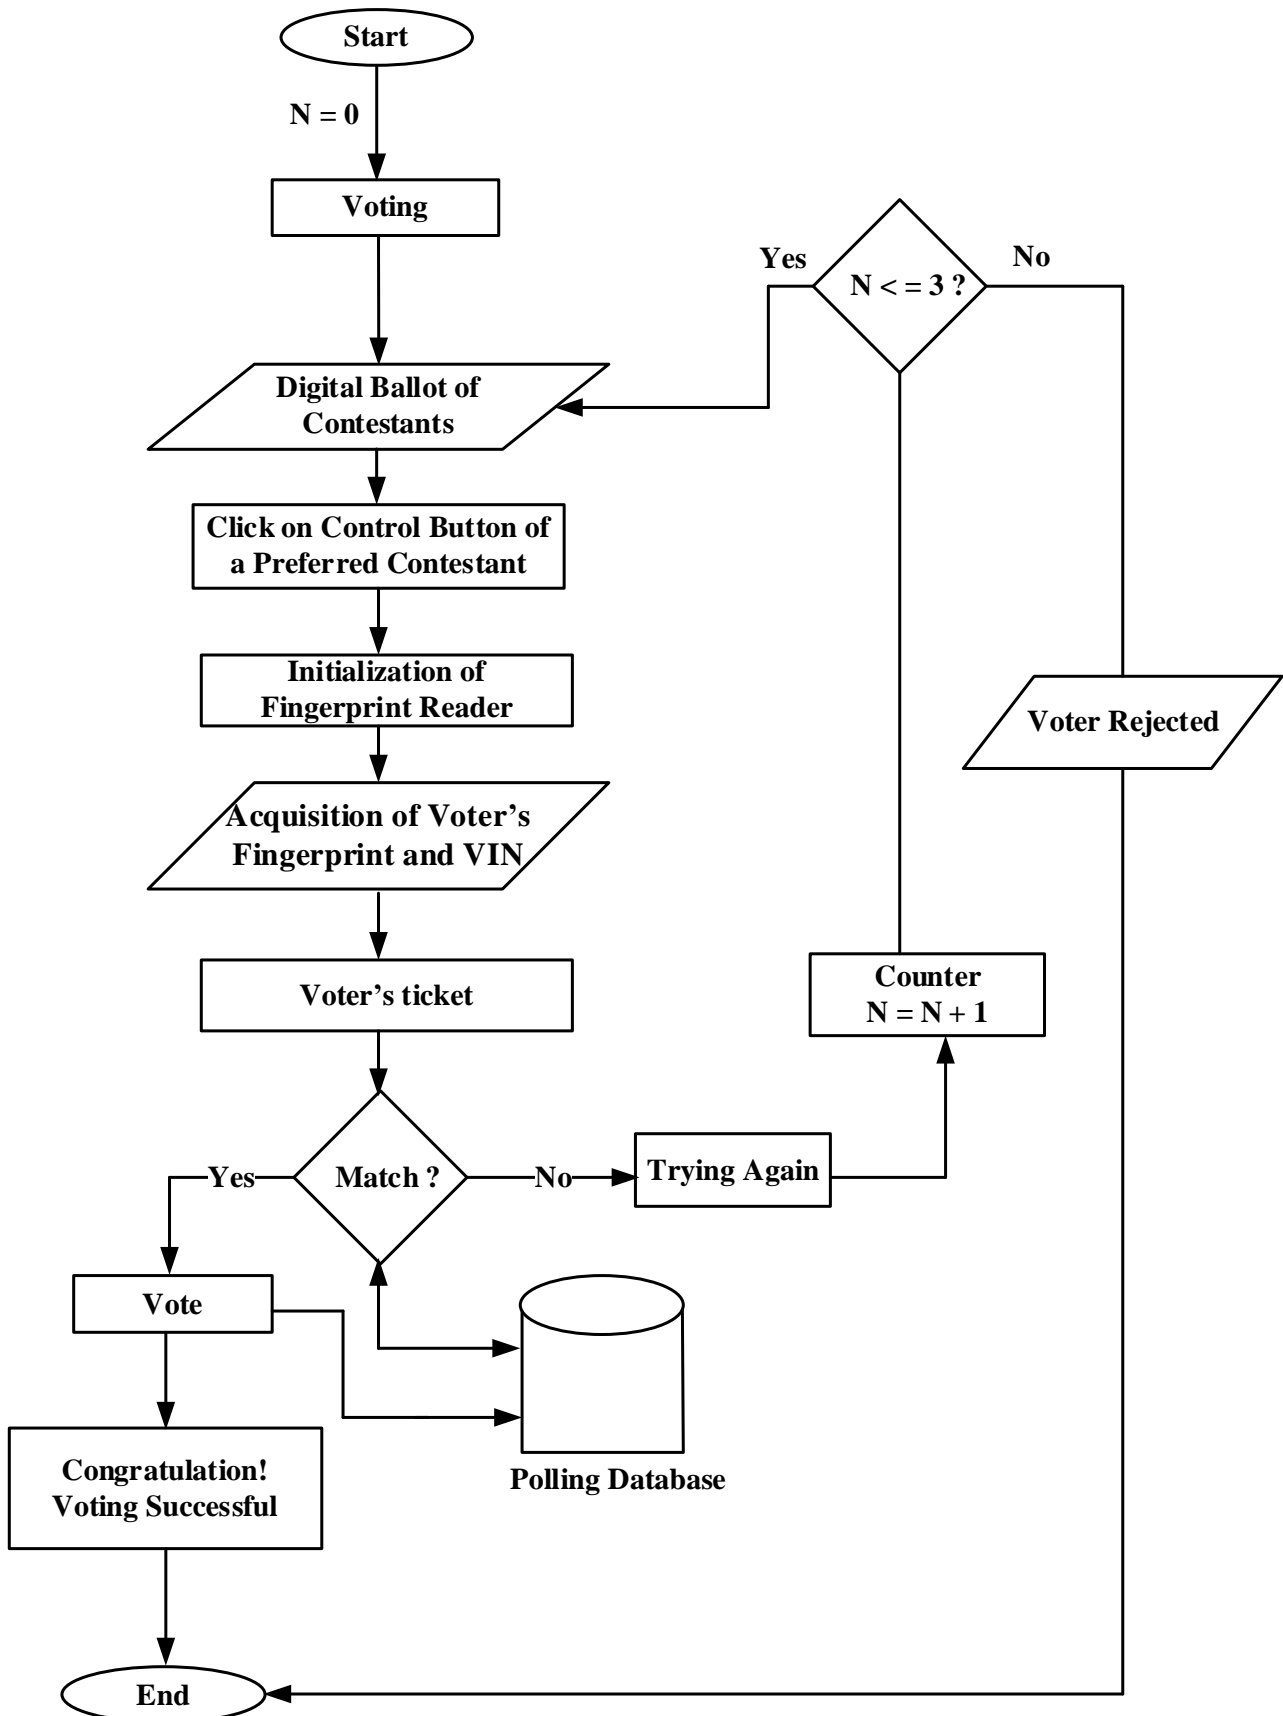 Start
N = 0
Voting
Yes
No
N < = 3 ?
Digital Ballot of
Contestants
Click on Control Button of
a Preferred Contestant
Initialization of
Fingerprint Reader
Voter Rejected
Acquisition of Voter’s
Fingerprint and VIN
Voter’s ticket
Counter
N = N + 1
Yes
Match ?
No
Trying Again
Vote
Congratulation!
Voting Successful
Polling Database
End